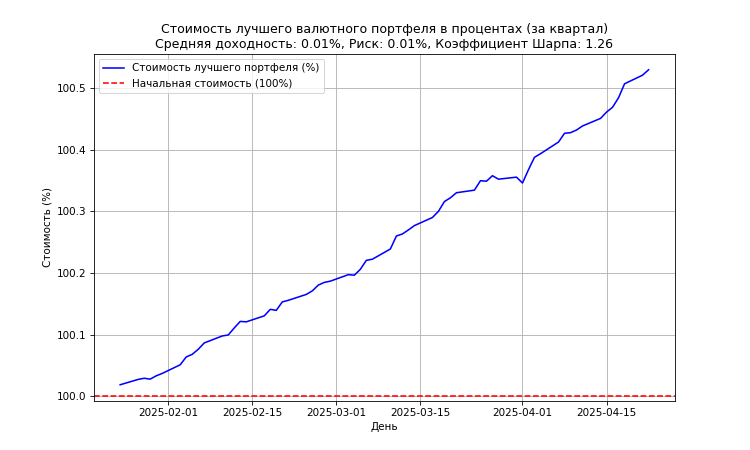 Стоимость лучшего валютного портфеля в процентах (за квартал)
Средняя доходность: 0.01%, Риск: 0.01%, Коэффициент Шарпа: 1.26
Стоимость лучшего портфеля (%)
Начальная стоимость (100%)
Стоимость (%)
100.5
100.4
100.3
100.2
100.1
100.0
2025-02-01
2025-02-15
2025-03-01
2025-03-15
2025-04-01
2025-04-15
День